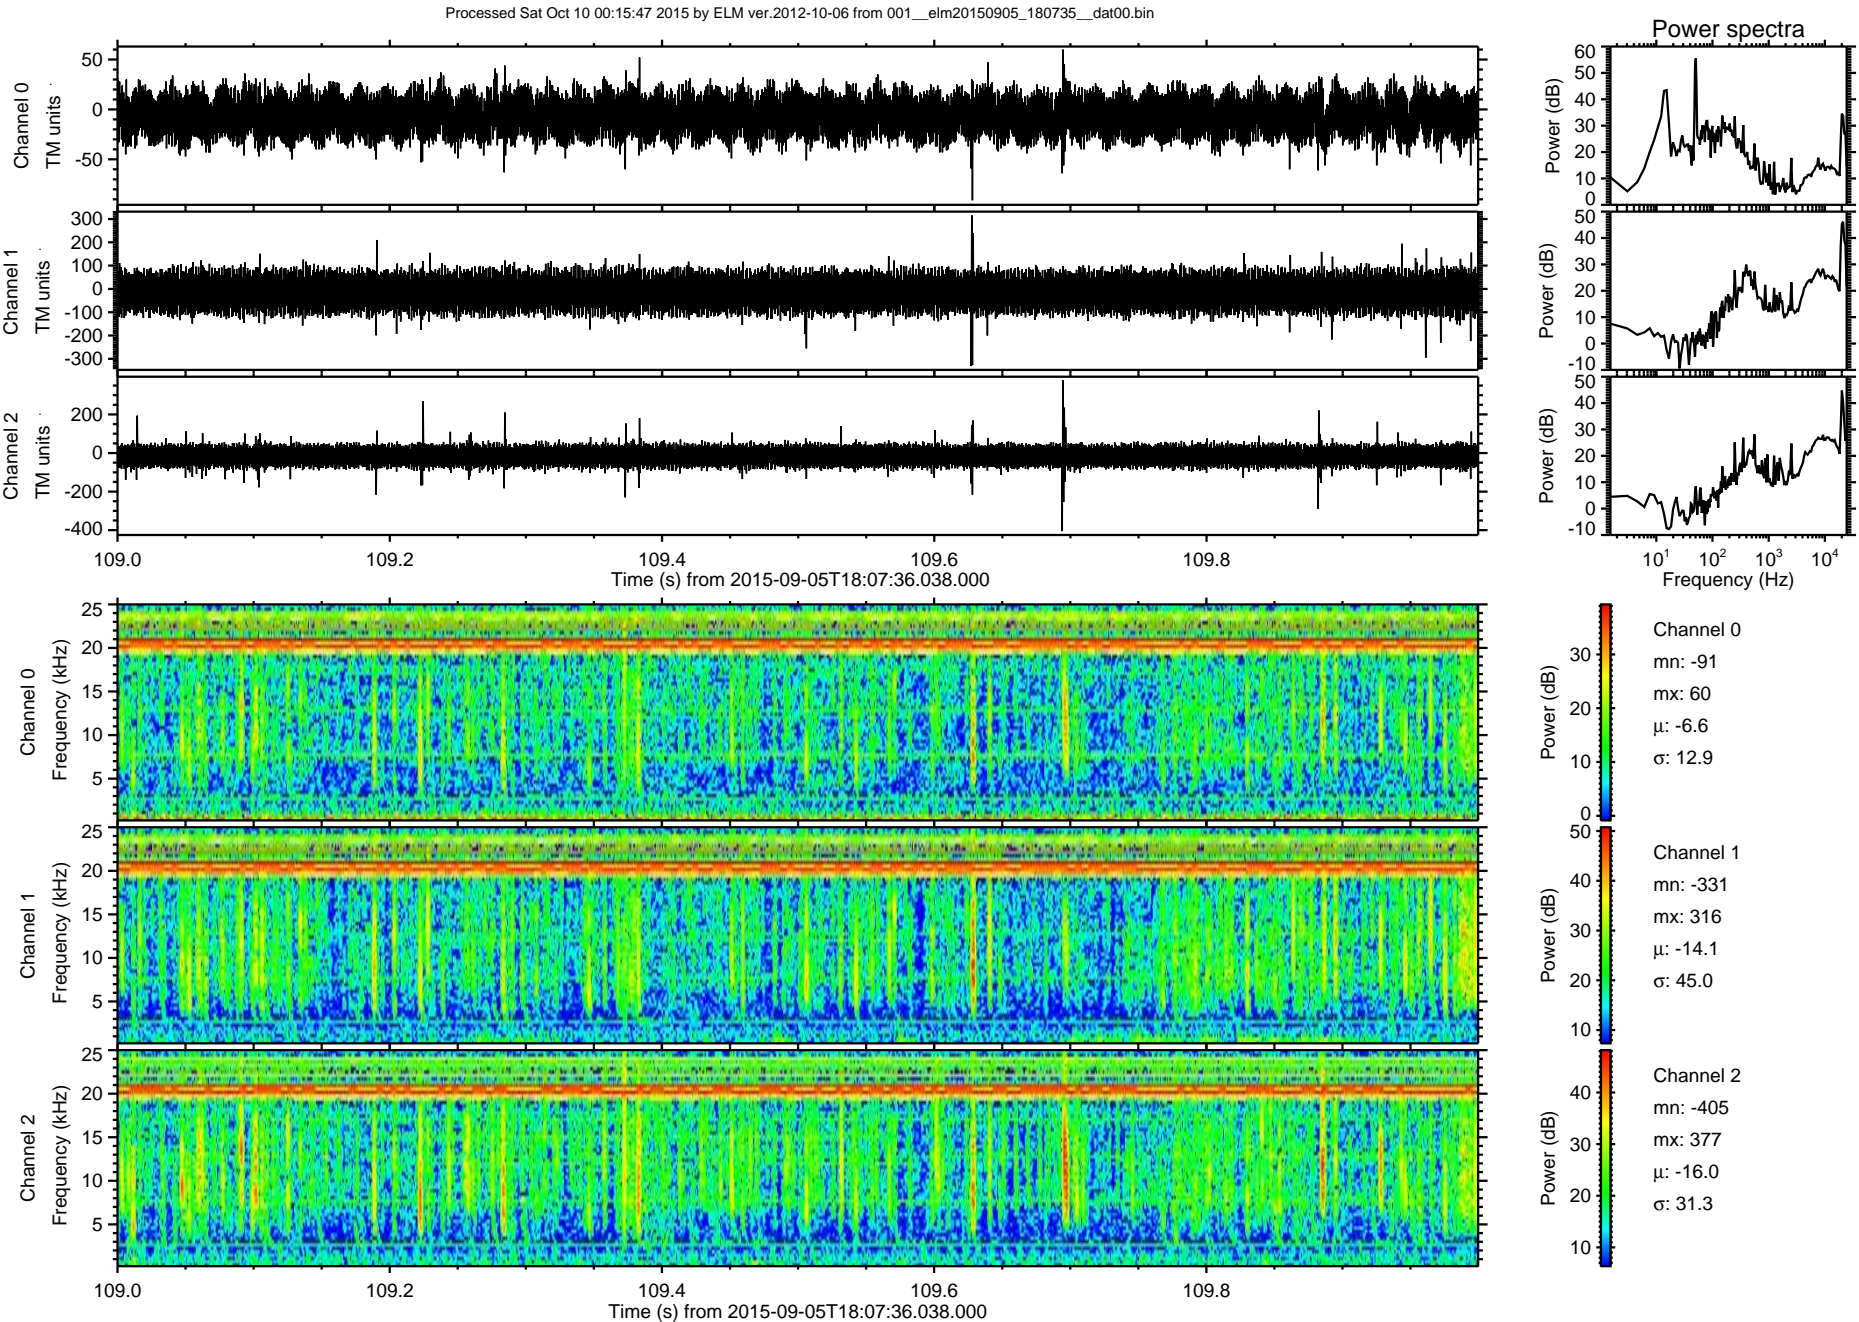 Processed Sat Oct 10 00:15:47 2015 by ELM ver.2012-10-06 from 001__elm20150905_180735__dat00.bin
Power spectra
Channel 0
TM units
50
0
-50
Power (dB)
60
50
40
30
20
10
0
Channel 1
TM units
300
200
100
0
-100
-200
-300
Power (dB)
50
40
30
20
10
0
-10
Channel 2
TM units
200
0
-200
-400
Power (dB)
50
40
30
20
10
0
-10
109.0 109.2 109.4 109.6 109.8
Time (s) from 2015-09-05T18:07:36.038.000
10¹ 10² 10³ 10⁴
Frequency (Hz)
Channel 0
Frequency (kHz)
25
20
15
10
5
Power (dB)
30
20
10
0
Channel 0
mn: -91
mx: 60
μ: -6.6
σ: 12.9
Channel 1
Frequency (kHz)
25
20
15
10
5
Power (dB)
50
40
30
20
10
Channel 1
mn: -331
mx: 316
μ: -14.1
σ: 45.0
Channel 2
Frequency (kHz)
25
20
15
10
5
Power (dB)
40
30
20
10
Channel 2
mn: -405
mx: 377
μ: -16.0
σ: 31.3
109.0 109.2 109.4 109.6 109.8
Time (s) from 2015-09-05T18:07:36.038.000